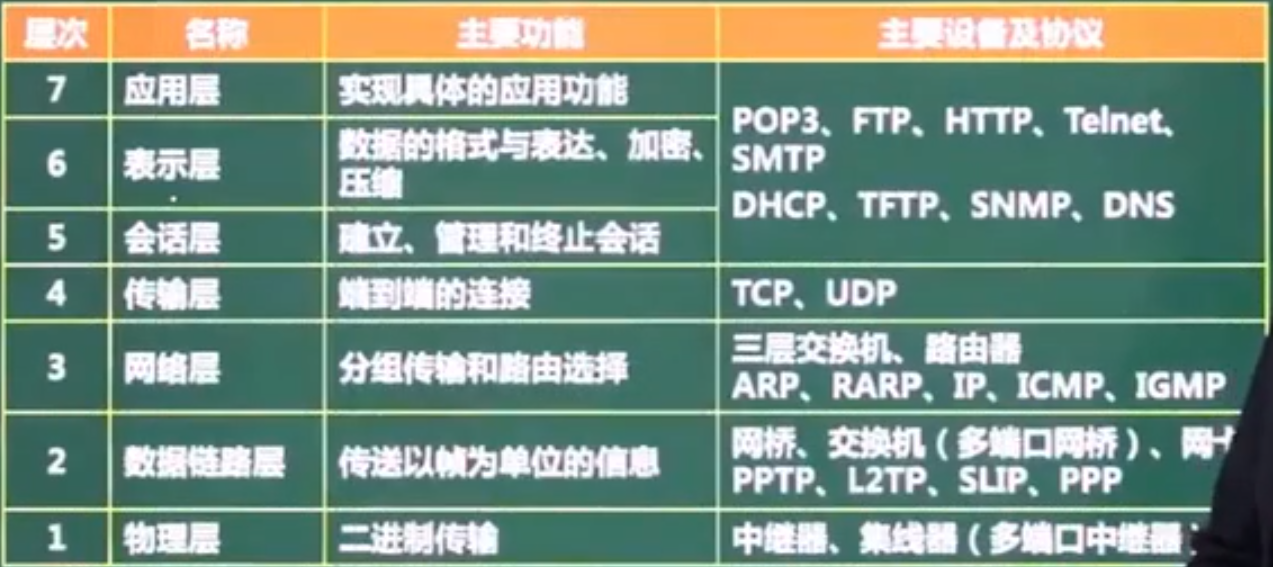 层次 名称 主要功能 主要设备及协议
7 应用层 实现具体的应用功能
POP3、FTP、HTTP、Telnet、
SMTP
DHCP、TFTP、SNMP、DNS
6 表示层 数据的格式与表达、加密、
压缩
5 会话层 建立、管理和终止会话
4 传输层 端到端的连接 TCP、UDP
3 网络层 分组传输和路由选择
三层交换机、路由器
ARP、RARP、IP、ICMP、IGMP
2 数据链路层 传送以帧为单位的信息
网桥、交换机（多端口网桥）、网
PPTP、L2TP、SLIP、PPP
1 物理层 二进制传输 中继器、集线器（多端口中继器